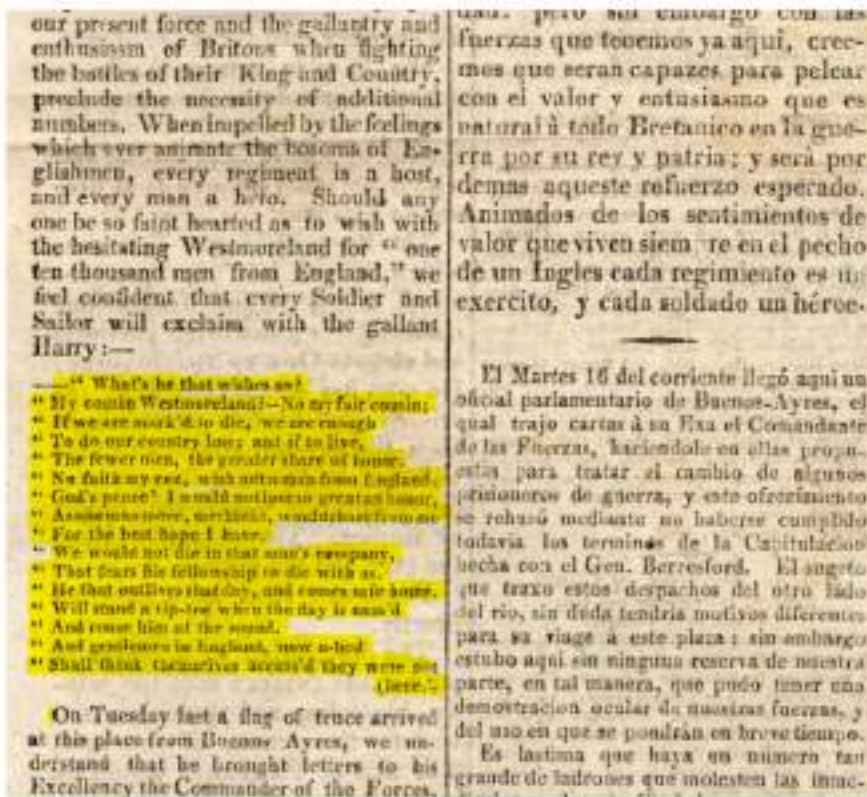 our present force and the gallantry and
enthusiasm of Britons when fighting
the battles of their King and Country,
preclude the necessity of additional
numbers. When impelled by the feelings
which ever animate the bosoms of En-
glishmen, every regiment is a host,
and every man a hero. Should any
one be so faint hearted as to wish with
the hesitating Westmoreland for “ one
ten thousand men from England,” we
feel confident that every Soldier and
Sailor will exclaim with the gallant
Harry:—
——“ What's he that wishes so?
“ My cousin Westmoreland?—No my fair cousin;
“ If we are mark'd to die, we are enough
“ To do our country loss; and if to live,
“ The fewer men, the greater share of honor.
“ No faith my coz, wish not a man from England,
“ God's peace! I would not lose so great an honor,
“ As one man more, methinks, would share from me
“ For the best hope I have.
“ We would not die in that man's company,
“ That fears his fellowship to die with us.
“ He that outlives this day, and comes safe home,
“ Will stand a tip-toe when the day is nam'd
“ And rouse him at the sound.
“ And gentlemen in England, now a-bed
“ Shall think themselves accurs'd they were not
(here.”
On Tuesday last a flag of truce arrived
at this place from Buenos Ayres, we un-
derstand that he brought letters to his
Excellency the Commander of the Forces,
pero sin embargo con las
fuerzas que tenemos ya aqui, cree-
mos que seran capazes para pelear
con el valor y entusiasmo que es
natural à todo Bretanico en la gue-
rra por su rey y patria; y será por
demas aqueste refuerzo esperado.
Animados de los sentimientos de
valor que viven siem re en el pecho
de un Ingles cada regimiento es un
exercito, y cada soldado un héroe.
El Martes 16 del corriente llegó aqui un
oficial parlamentario de Buenos-Ayres, el
qual trajo cartas à su Exa el Comandante
de las Fuerzas, haciendole en ellas propu-
estas para tratar el cambio de algunos
prisioneros de guerra, y este ofrecimiento
se rehusó mediante no haberse cumplido
todavia los terminos de la Capitulacion
hecha con el Gen. Berresford. El sugeto
que traxo estos despachos del otro lado
del rio, sin duda tendria motivos diferentes
para su viage à este plaza: sin embargo
estubo aqui sin ninguna reserva de nuestra
parte, en tal manera, que pudo tener una
demostracion ocular de nuestras fuerzas, y
del uso en que se pondrán en breve tiempo.
Es lastima que haya un número tan
grande de ladrones que molesten las inme-